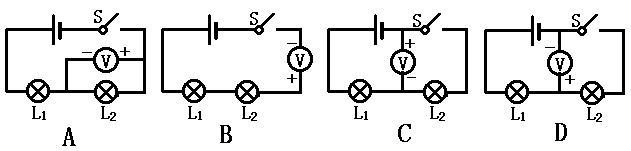 S S S S
- V + - V + + V - - V +
L₁ L₂ L₁ L₂ L₁ L₂ L₁ L₂
A B C D